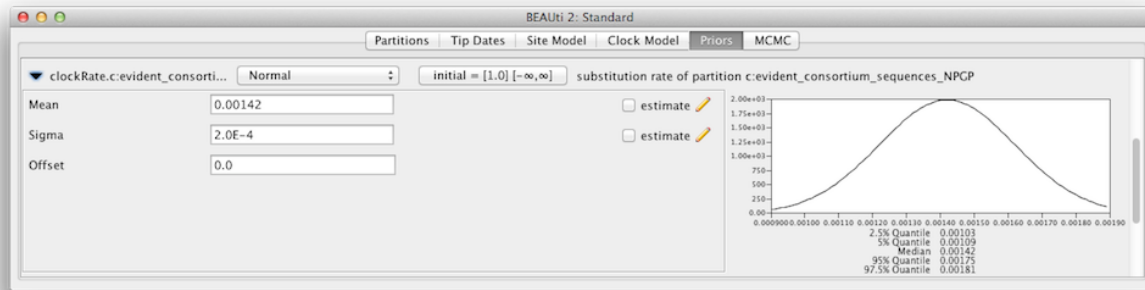 BEAUti 2: Standard
Partitions Tip Dates Site Model Clock Model Priors MCMC
clockRate.c:evident_consorti... Normal initial = [1.0] [-∞,∞] substitution rate of partition c:evident_consortium_sequences_NPGP
Mean 0.00142 estimate
Sigma 2.0E-4 estimate
Offset 0.0
2.00e+03
1.75e+03
1.50e+03
1.25e+03
1.00e+03
750
500
250
0.00
0.000900 0.00100 0.00110 0.00120 0.00130 0.00140 0.00150 0.00160 0.00170 0.00180 0.00190
2.5% Quantile 0.00103
5% Quantile 0.00109
Median 0.00142
95% Quantile 0.00175
97.5% Quantile 0.00181